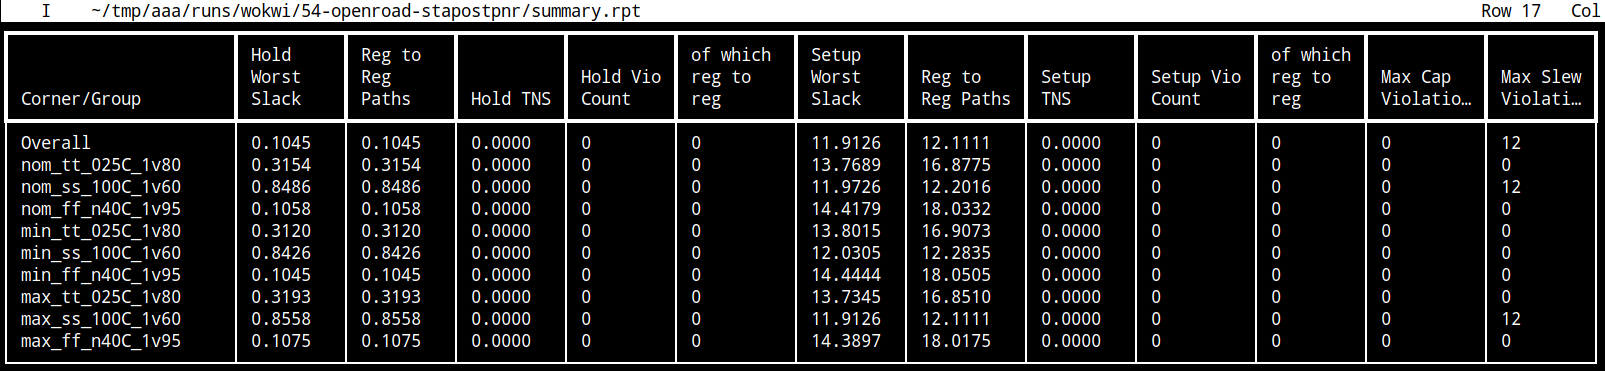 I ~/tmp/aaa/runs/wokwi/54-openroad-stapostpnr/summary.rpt Row 17 Col
Hold Reg to of which Setup of which
Worst Reg Hold Vio reg to Worst Reg to Setup Setup Vio reg to Max Cap Max Slew
Corner/Group Slack Paths Hold TNS Count reg Slack Reg Paths TNS Count reg Violatio… Violati…
Overall 0.1045 0.1045 0.0000 0 0 11.9126 12.1111 0.0000 0 0 0 12
nom_tt_025C_1v80 0.3154 0.3154 0.0000 0 0 13.7689 16.8775 0.0000 0 0 0 0
nom_ss_100C_1v60 0.8486 0.8486 0.0000 0 0 11.9726 12.2016 0.0000 0 0 0 12
nom_ff_n40C_1v95 0.1058 0.1058 0.0000 0 0 14.4179 18.0332 0.0000 0 0 0 0
min_tt_025C_1v80 0.3120 0.3120 0.0000 0 0 13.8015 16.9073 0.0000 0 0 0 0
min_ss_100C_1v60 0.8426 0.8426 0.0000 0 0 12.0305 12.2835 0.0000 0 0 0 0
min_ff_n40C_1v95 0.1045 0.1045 0.0000 0 0 14.4444 18.0505 0.0000 0 0 0 0
max_tt_025C_1v80 0.3193 0.3193 0.0000 0 0 13.7345 16.8510 0.0000 0 0 0 0
max_ss_100C_1v60 0.8558 0.8558 0.0000 0 0 11.9126 12.1111 0.0000 0 0 0 12
max_ff_n40C_1v95 0.1075 0.1075 0.0000 0 0 14.3897 18.0175 0.0000 0 0 0 0